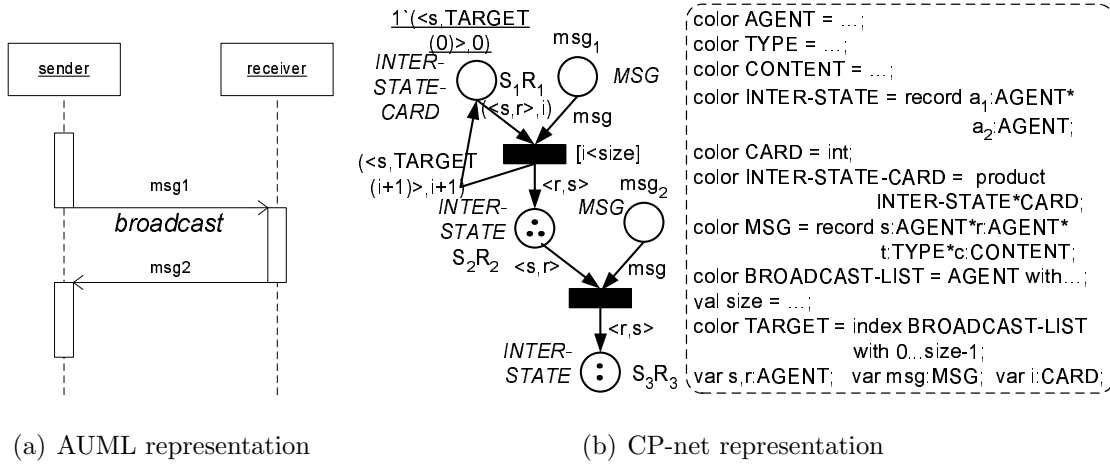 sender
receiver
msg1
broadcast
msg2
1`(<s,TARGET
(0)>,0)
INTER-
STATE-
CARD
S1R1
msg1
MSG
(<s,r>,i)
msg
[i<size]
(<s,TARGET
(i+1)>,i+1)
<r,s>
INTER-
STATE
S2R2
msg2
MSG
<s,r>
msg
<r,s>
INTER-
STATE
S3R3
color AGENT = ...;
color TYPE = ...;
color CONTENT = ...;
color INTER-STATE = record a1:AGENT*
a2:AGENT;
color CARD = int;
color INTER-STATE-CARD = product
INTER-STATE*CARD;
color MSG = record s:AGENT*r:AGENT*
t:TYPE*c:CONTENT;
color BROADCAST-LIST = AGENT with...;
val size = ...;
color TARGET = index BROADCAST-LIST
with 0...size-1;
var s,r:AGENT; var msg:MSG; var i:CARD;
(a) AUML representation
(b) CP-net representation